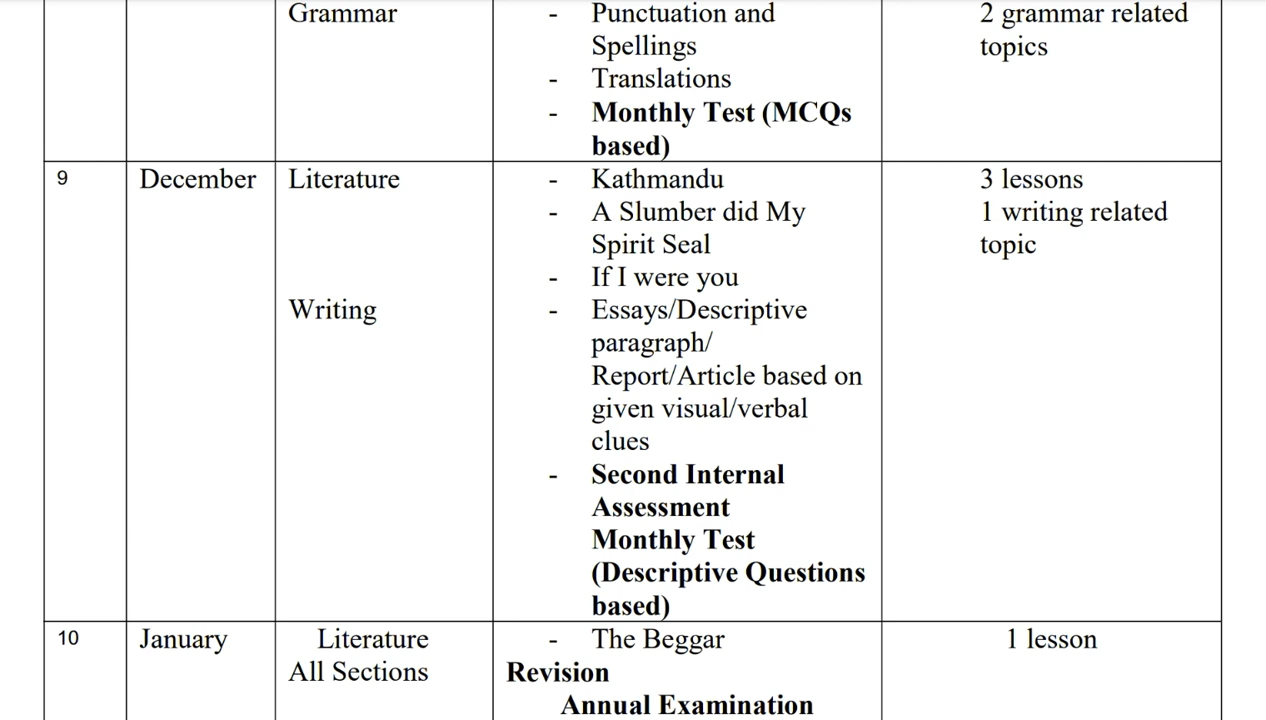 Grammar - Punctuation and 2 grammar related
Spellings topics
- Translations
- Monthly Test (MCQs
based)
9 December Literature - Kathmandu 3 lessons
- A Slumber did My 1 writing related
Spirit Seal topic
- If I were you
Writing - Essays/Descriptive
paragraph/
Report/Article based on
given visual/verbal
clues
- Second Internal
Assessment
Monthly Test
(Descriptive Questions
based)
10 January Literature - The Beggar 1 lesson
All Sections Revision
Annual Examination